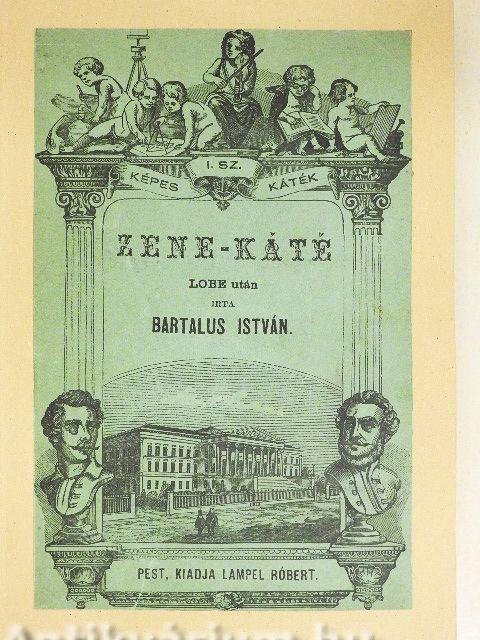 I. SZ.
KÉPES KÁTÉK
ZENE-KÁTÉ
LOBE után
IRTA
BARTALUS ISTVÁN.
PEST, KIADJA LAMPEL RÓBERT.